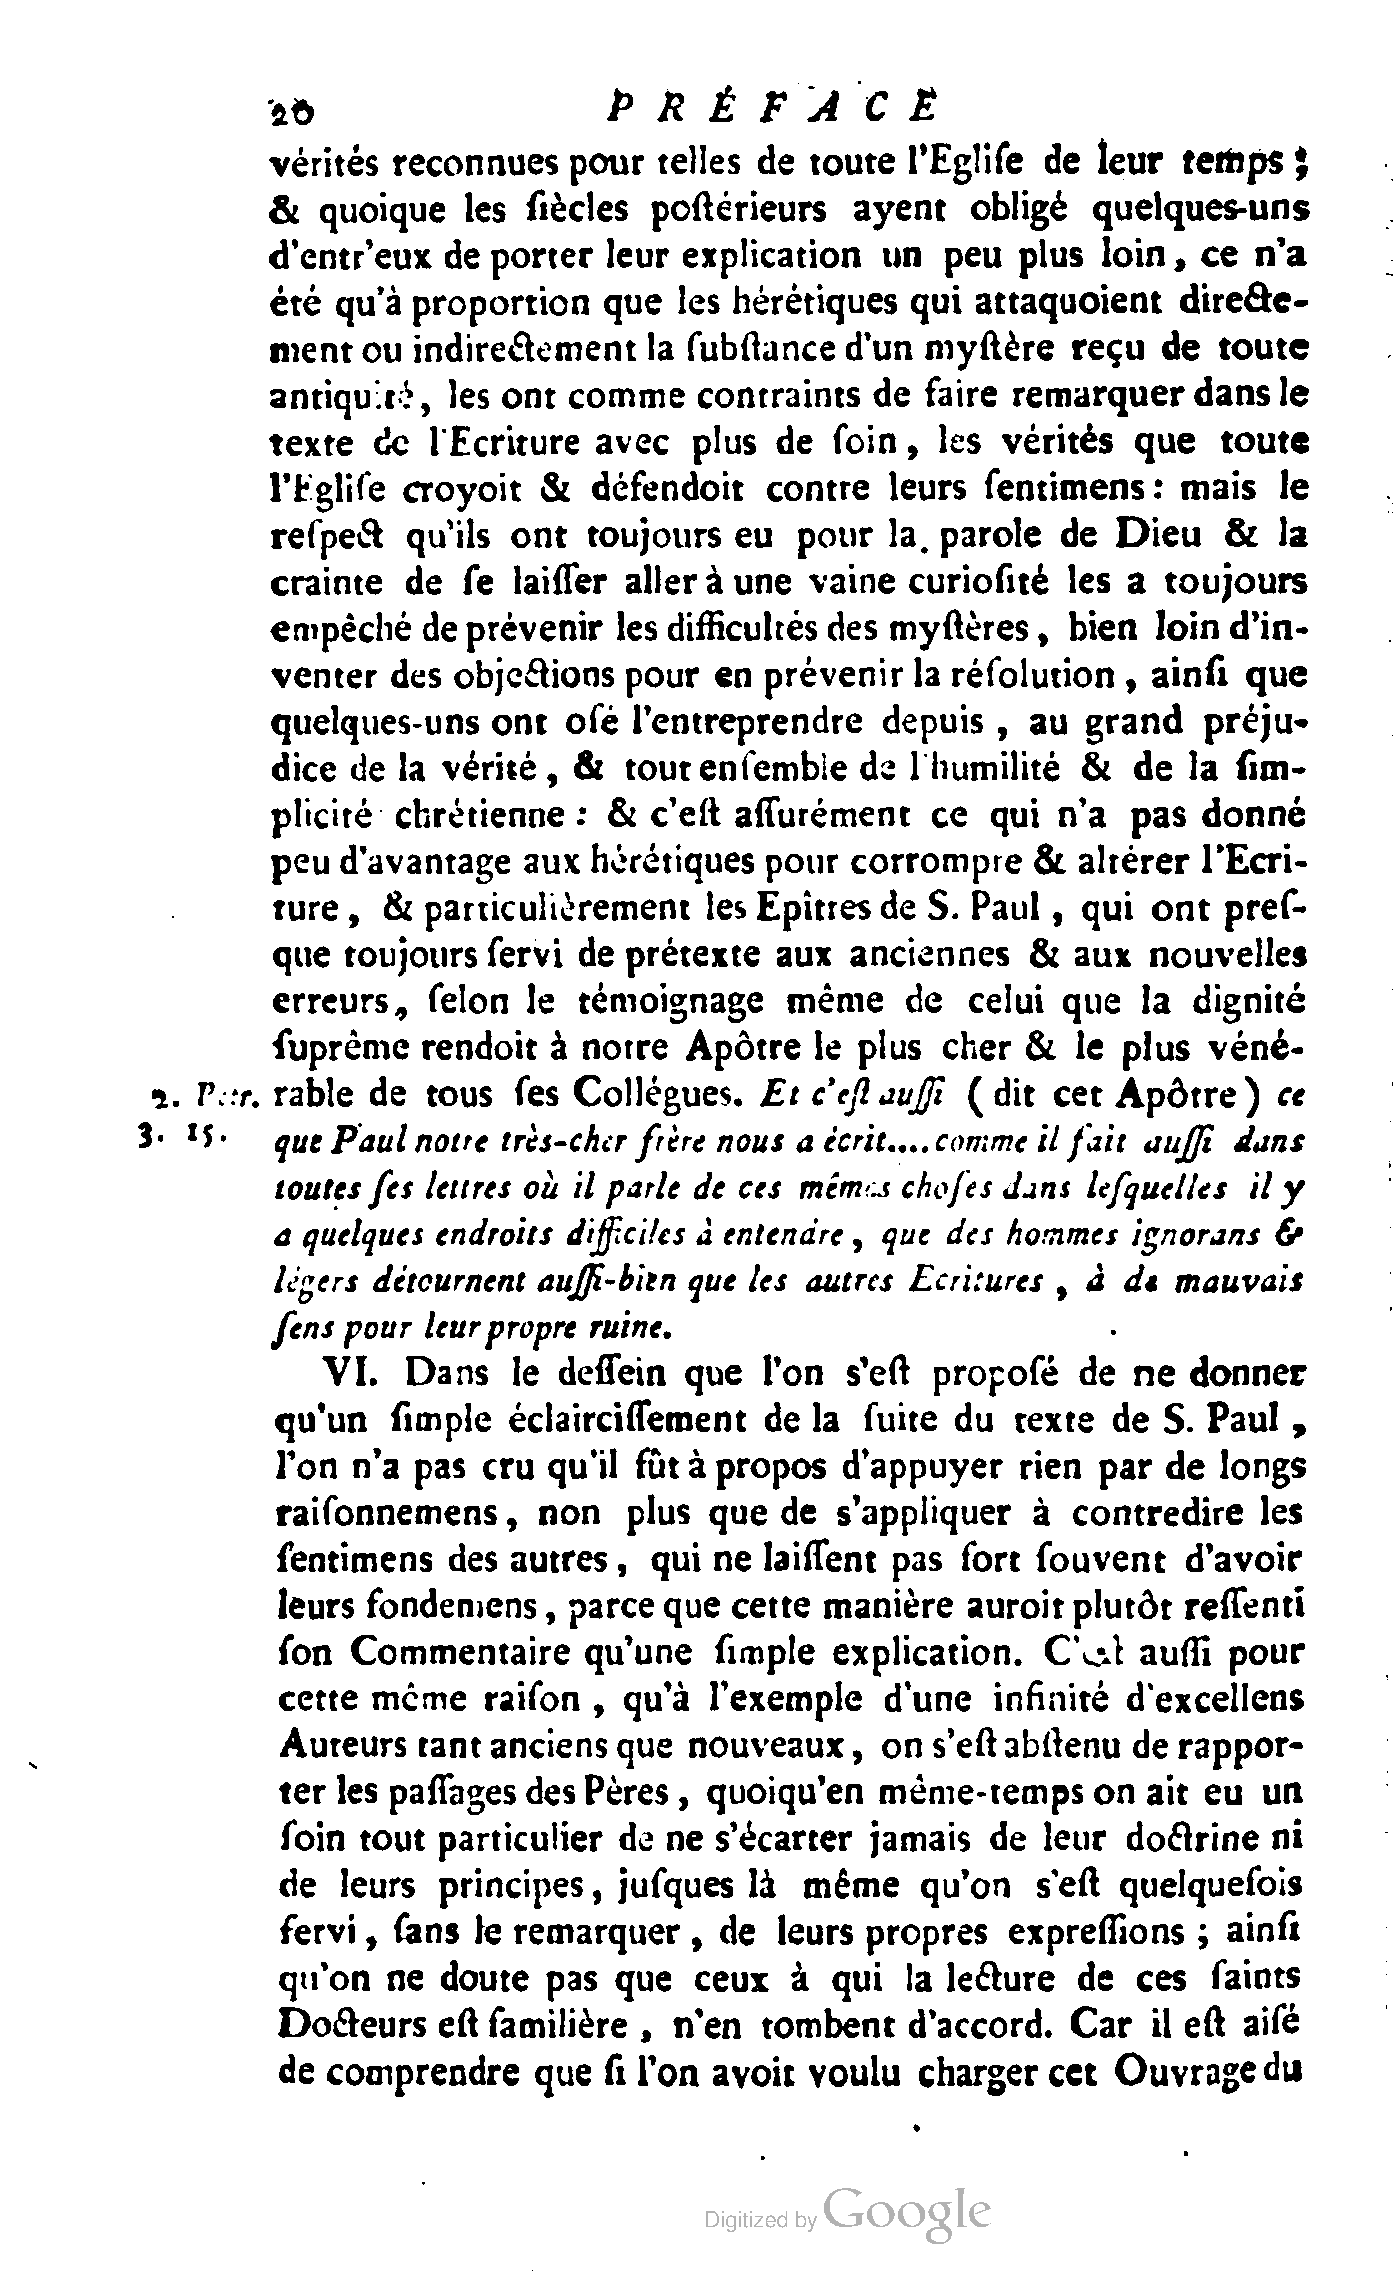 20 PRÉFACE
vérités reconnues pour telles de toute l'Egliſe de leur temps ;
& quoique les ſiècles poſtérieurs ayent obligé quelques-uns
d'entr'eux de porter leur explication un peu plus loin, ce n'a
été qu'à proportion que les hérétiques qui attaquoient directe-
ment ou indirectement la ſubſtance d'un myſtère reçu de toute
antiquité, les ont comme contraints de faire remarquer dans le
texte de l'Ecriture avec plus de ſoin, les vérités que toute
l'Egliſe croyoit & défendoit contre leurs ſentimens : mais le
reſpect qu'ils ont toujours eu pour la parole de Dieu & la
crainte de ſe laiſſer aller à une vaine curioſité les a toujours
empêché de prévenir les difficultés des myſtères, bien loin d'in-
venter des objections pour en prévenir la réſolution, ainſi que
quelques-uns ont oſé l'entreprendre depuis, au grand préju-
dice de la vérité, & tout enſemble de l'humilité & de la ſim-
plicité chrétienne : & c'eſt aſſurément ce qui n'a pas donné
peu d'avantage aux hérétiques pour corrompre & altérer l'Ecri-
ture, & particulièrement les Epîtres de S. Paul, qui ont preſ-
que toujours ſervi de prétexte aux anciennes & aux nouvelles
erreurs, ſelon le témoignage même de celui que la dignité
ſuprême rendoit à notre Apôtre le plus cher & le plus véné-
2. Petr. rable de tous ſes Collégues. Et c'eſt auſſi ( dit cet Apôtre ) ce
3. 15. que Paul notre très-cher frère nous a écrit.... comme il fait auſſi dans
toutes ſes lettres où il parle de ces mêmes choſes dans leſquelles il y
a quelques endroits difficiles à entendre, que des hommes ignorans &
légers détournent auſſi-bien que les autres Ecritures, à de mauvais
ſens pour leur propre ruine.
VI. Dans le deſſein que l'on s'eſt propoſé de ne donner
qu'un ſimple éclairciſſement de la ſuite du texte de S. Paul,
l'on n'a pas cru qu'il fût à propos d'appuyer rien par de longs
raiſonnemens, non plus que de s'appliquer à contredire les
ſentimens des autres, qui ne laiſſent pas fort ſouvent d'avoir
leurs fondemens, parce que cette manière auroit plutôt reſſenti
ſon Commentaire qu'une ſimple explication. C'eſt auſſi pour
cette même raiſon, qu'à l'exemple d'une infinité d'excellens
Auteurs tant anciens que nouveaux, on s'eſt abſtenu de rappor-
ter les paſſages des Pères, quoiqu'en même-temps on ait eu un
ſoin tout particulier de ne s'écarter jamais de leur doctrine ni
de leurs principes, juſques là même qu'on s'eſt quelquefois
ſervi, ſans le remarquer, de leurs propres expreſſions ; ainſi
qu'on ne doute pas que ceux à qui la lecture de ces ſaints
Docteurs eſt familière, n'en tombent d'accord. Car il eſt aiſé
de comprendre que ſi l'on avoit voulu charger cet Ouvrage du
Digitized by Google